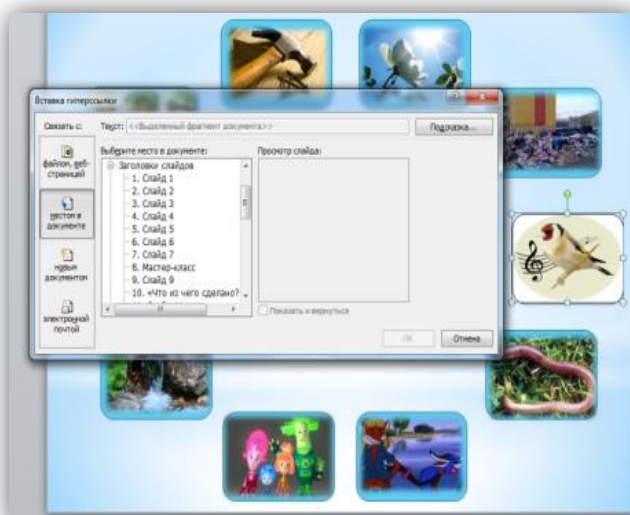 Вставка гиперссылки
Связать с:
Текст: <<Выделенный фрагмент документа>>
Подсказка...
файлом, веб-
страницей
местом в
документе
новым
документом
электронной
почтой
Выберите место в документе:
Заголовки слайдов
1. Слайд 1
2. Слайд 2
3. Слайд 3
4. Слайд 4
5. Слайд 5
6. Слайд 6
7. Слайд 7
8. Мастер-класс
9. Слайд 9
10. «Что из чего сделано?
Просмотр слайда:
Показать и вернуться
ОК
Отмена